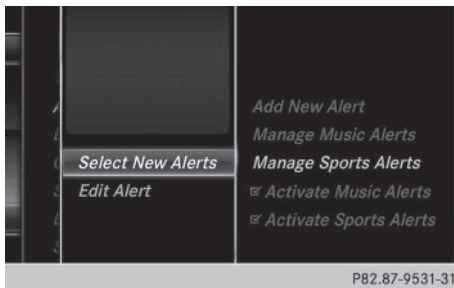 Add New Alert
Manage Music Alerts
Select New Alerts Manage Sports Alerts
Edit Alert ☑ Activate Music Alerts
☑ Activate Sports Alerts
P82.87-9531-31